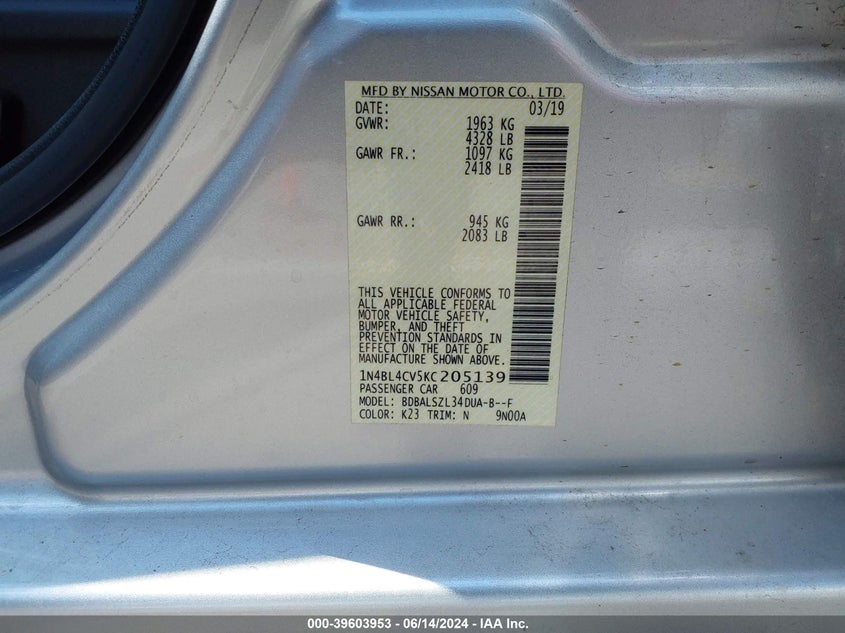 MFD BY NISSAN MOTOR CO., LTD.
DATE: 03/19
GVWR: 1963 KG
4328 LB
GAWR FR.: 1097 KG
2418 LB
GAWR RR.: 945 KG
2083 LB
THIS VEHICLE CONFORMS TO
ALL APPLICABLE FEDERAL
MOTOR VEHICLE SAFETY,
BUMPER, AND THEFT
PREVENTION STANDARDS IN
EFFECT ON THE DATE OF
MANUFACTURE SHOWN ABOVE.
1N4BL4CV5KC205139
PASSENGER CAR 609
MODEL: BDBALSZL34DUA-B--F
COLOR: K23 TRIM: N 9N00A
000-39603953 - 06/14/2024 - IAA Inc.